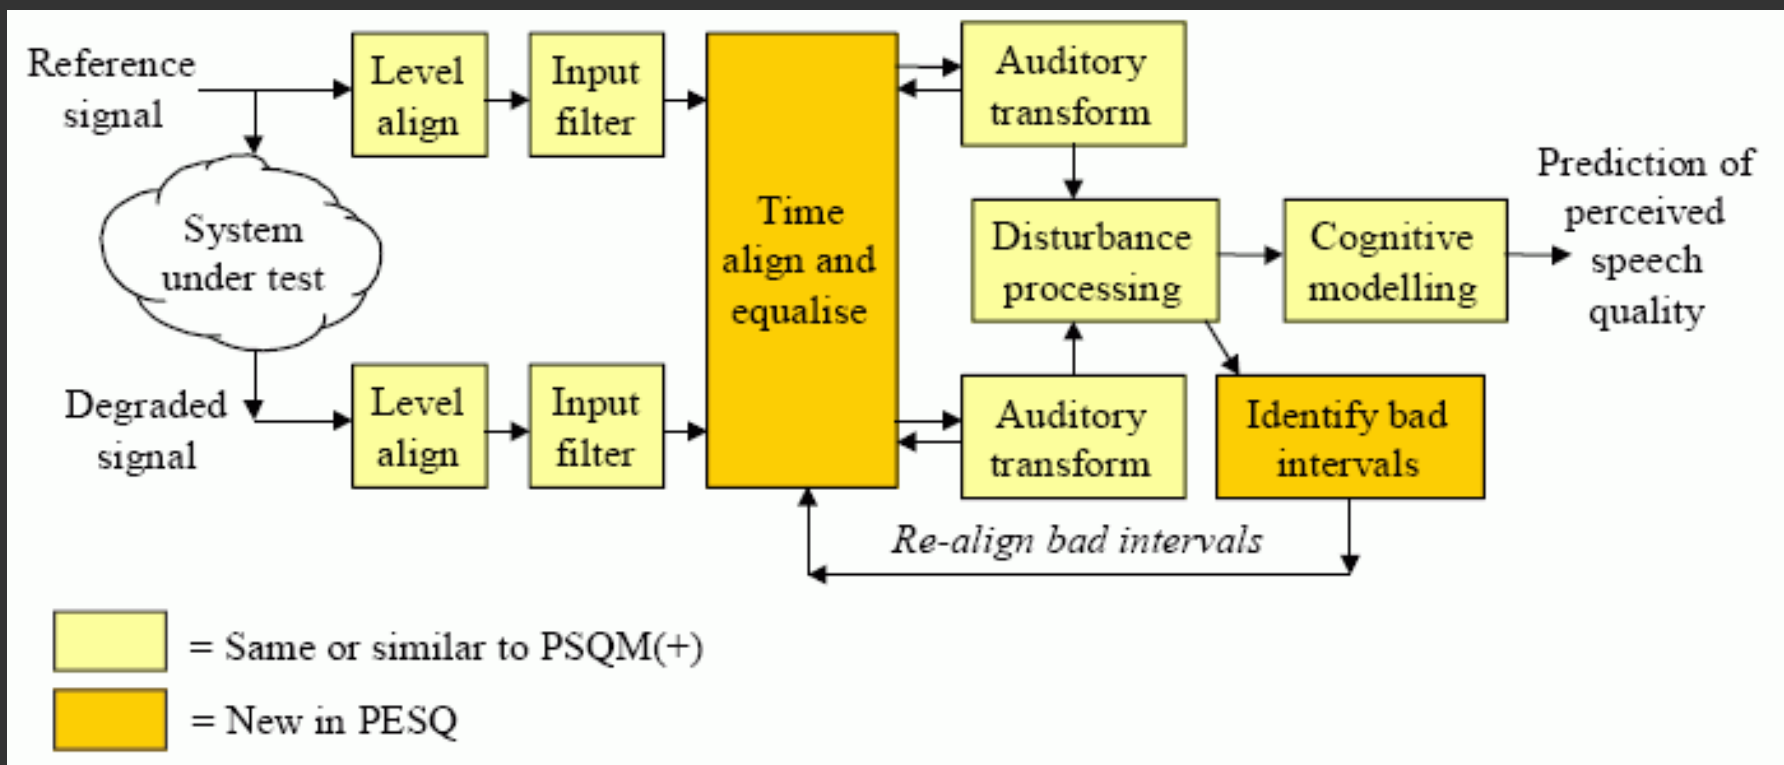 Reference
signal
Level
align
Input
filter
Time
align and
equalise
Auditory
transform
System
under test
Disturbance
processing
Cognitive
modelling
Prediction of
perceived
speech
quality
Degraded
signal
Level
align
Input
filter
Auditory
transform
Identify bad
intervals
Re-align bad intervals
= Same or similar to PSQM(+)
= New in PESQ